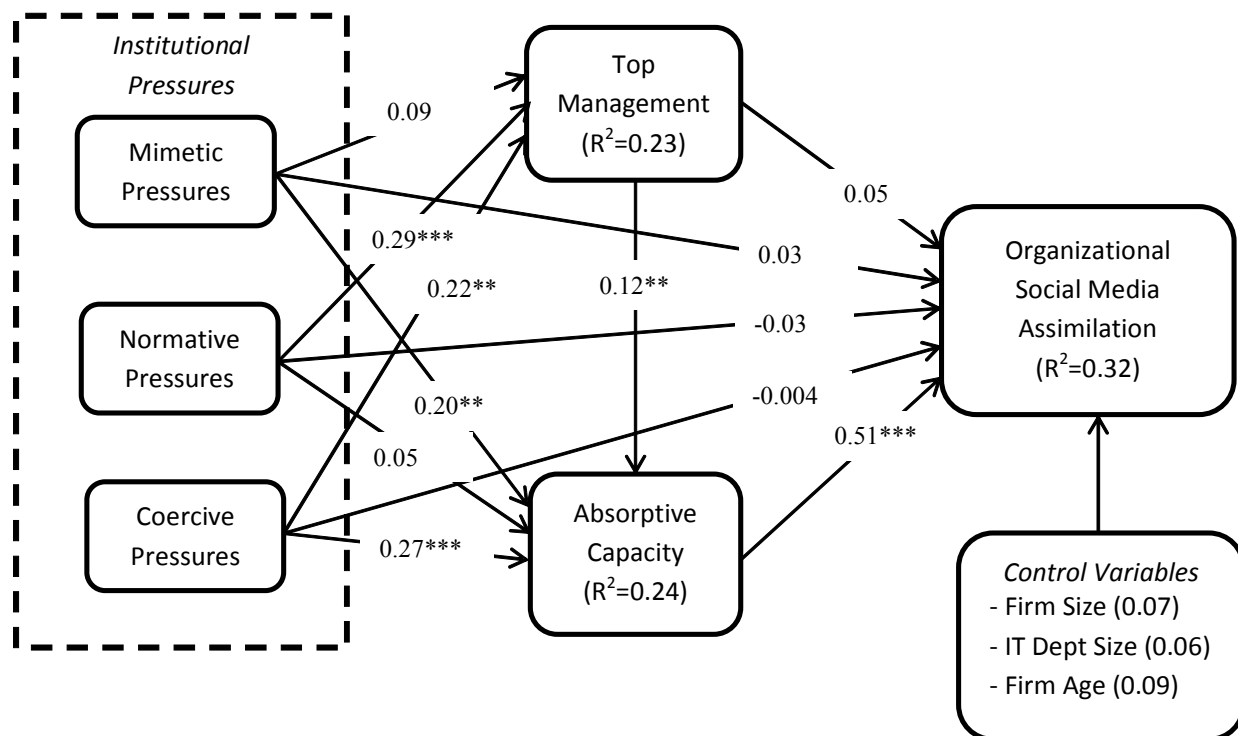 Institutional
Pressures
Mimetic
Pressures
Normative
Pressures
Coercive
Pressures
0.09
0.29***
0.22**
0.20**
0.05
0.27***
Top
Management
(R²=0.23)
0.12**
Absorptive
Capacity
(R²=0.24)
0.05
0.03
-0.03
-0.004
0.51***
Organizational
Social Media
Assimilation
(R²=0.32)
Control Variables
- Firm Size (0.07)
- IT Dept Size (0.06)
- Firm Age (0.09)